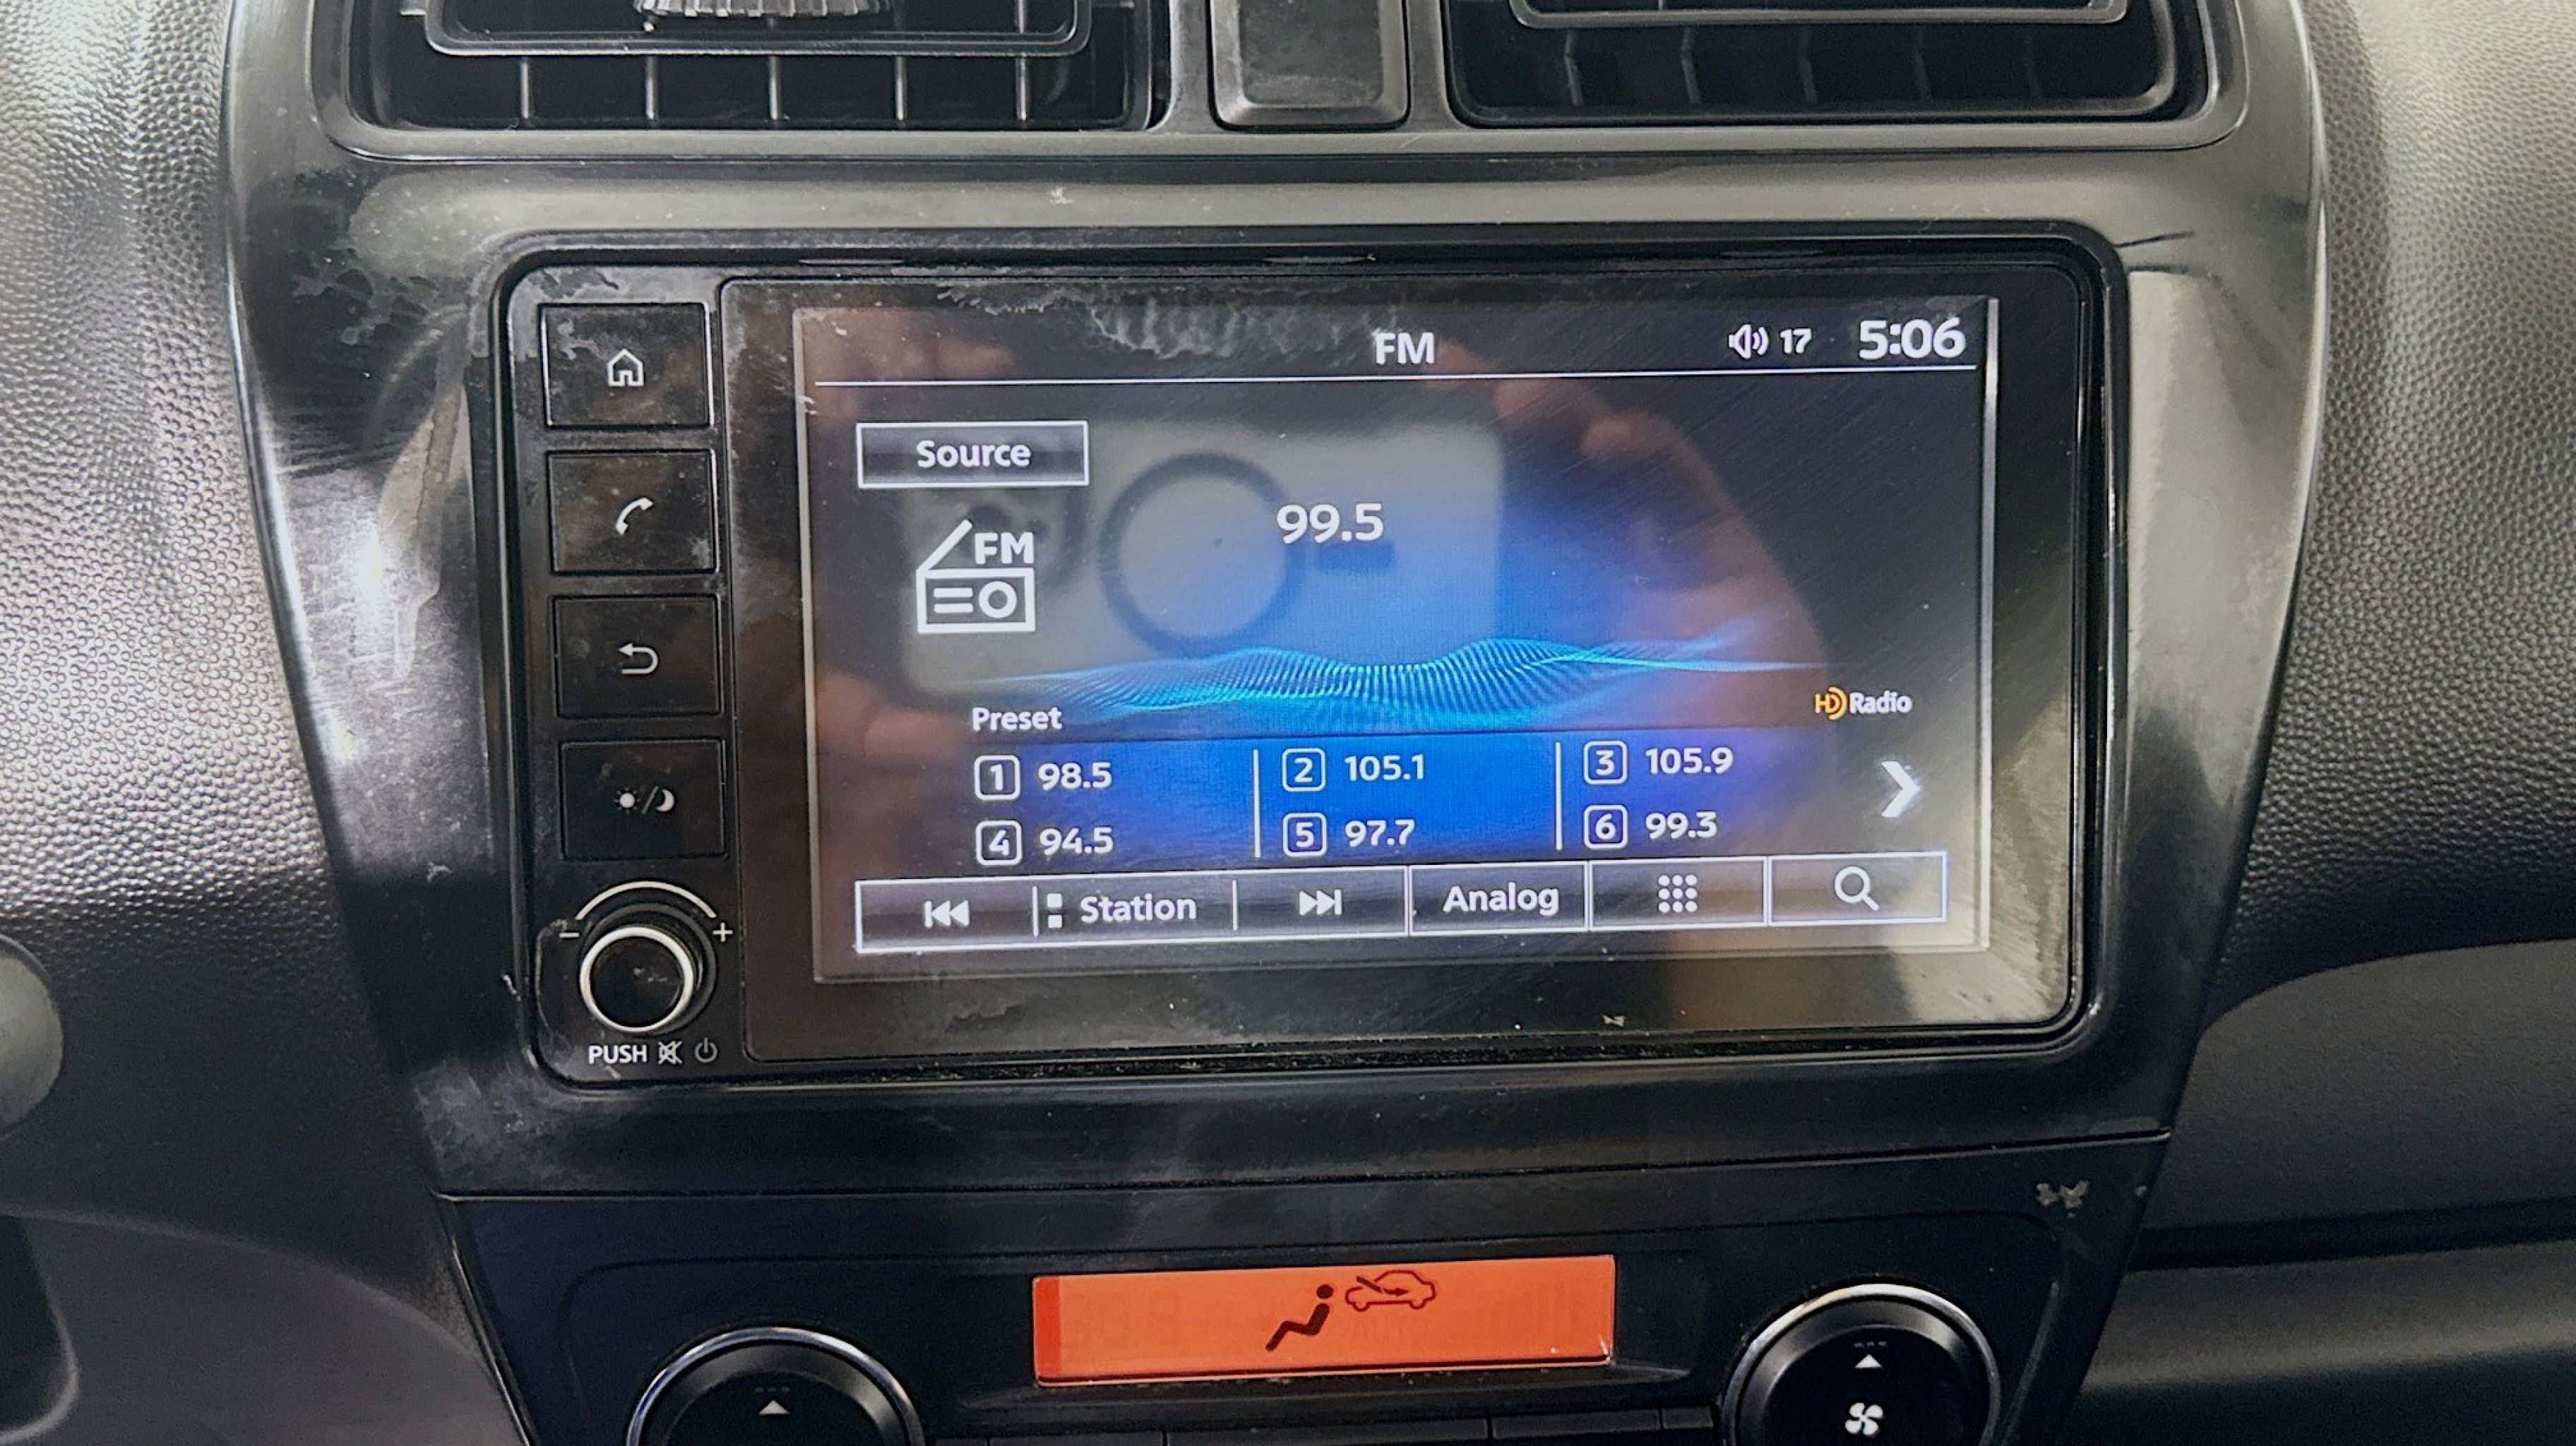 FM 17 5:06
Source
FM
99.5
Preset
HD Radio
1 98.5 2 105.1 3 105.9
4 94.5 5 97.7 6 99.3
Station Analog
- +
PUSH